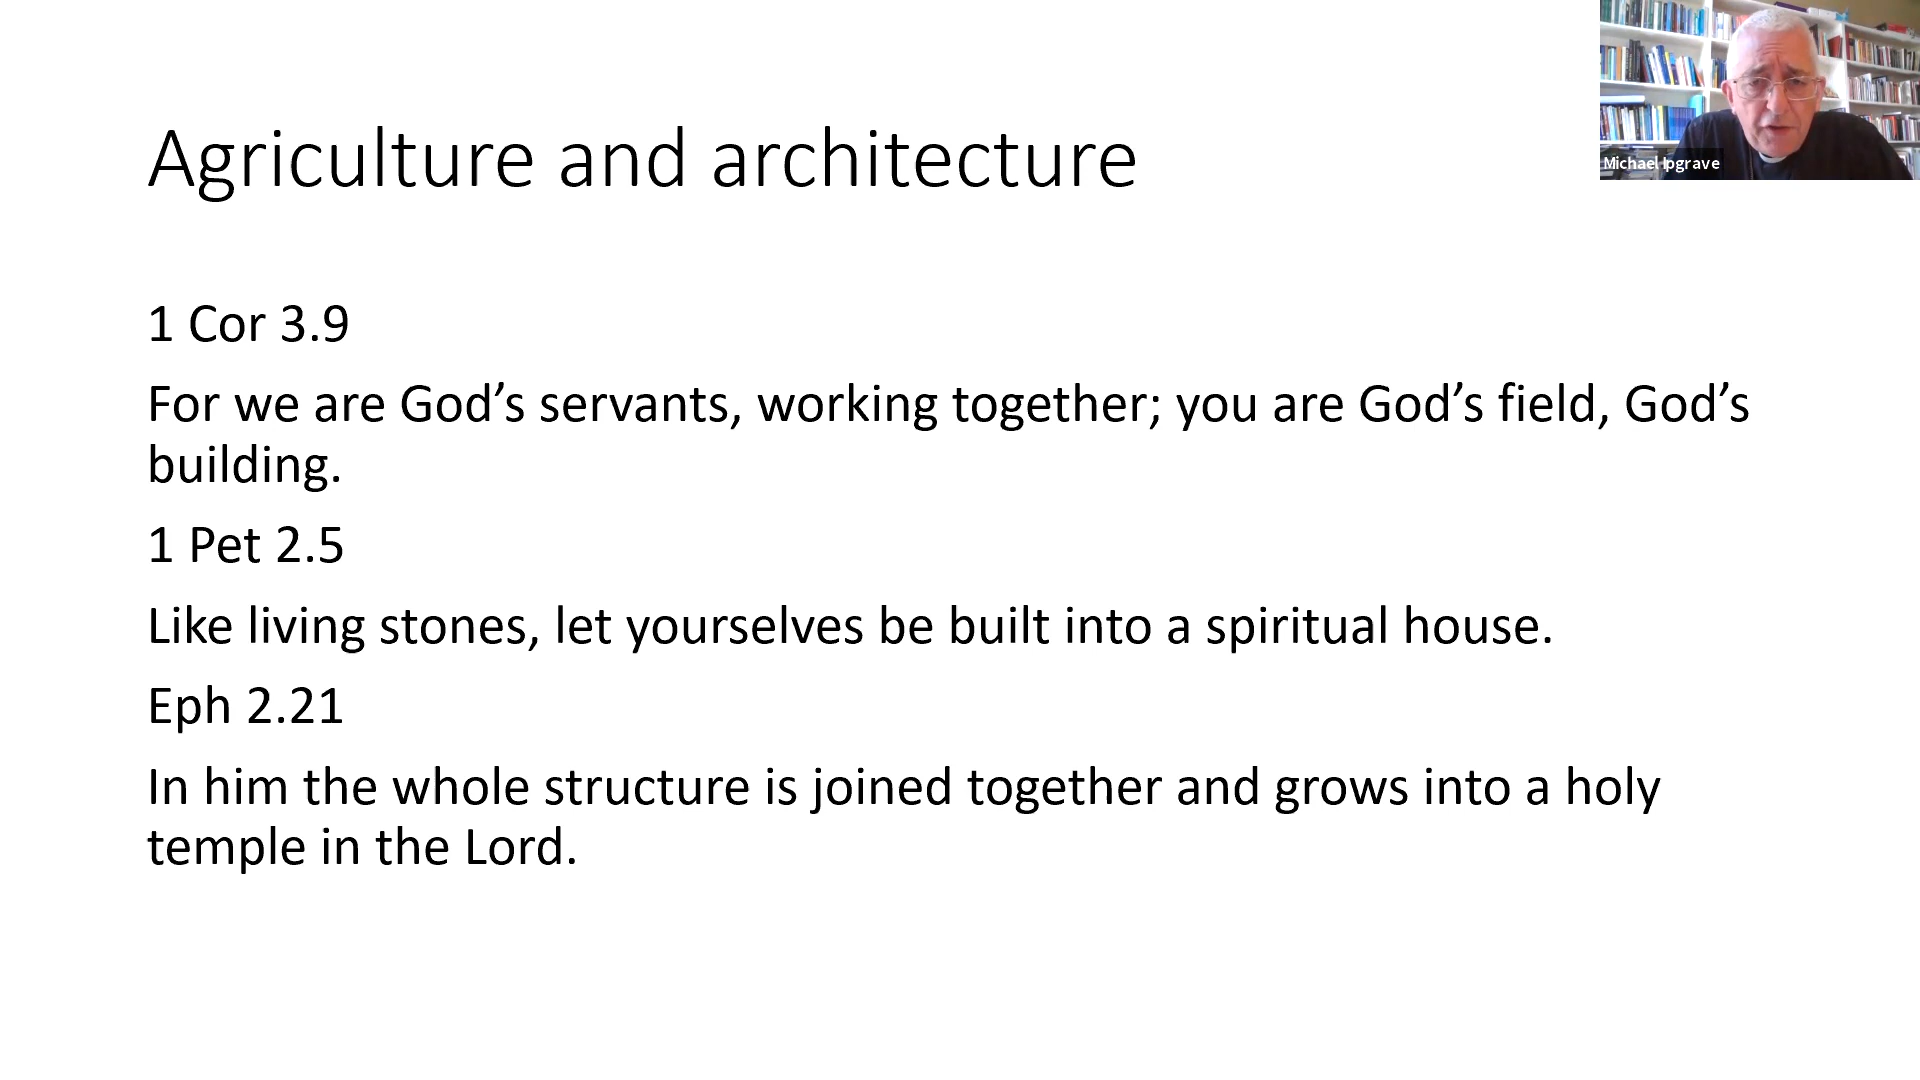 Agriculture and architecture
Michael Ipgrave
1 Cor 3.9
For we are God’s servants, working together; you are God’s field, God’s
building.
1 Pet 2.5
Like living stones, let yourselves be built into a spiritual house.
Eph 2.21
In him the whole structure is joined together and grows into a holy
temple in the Lord.